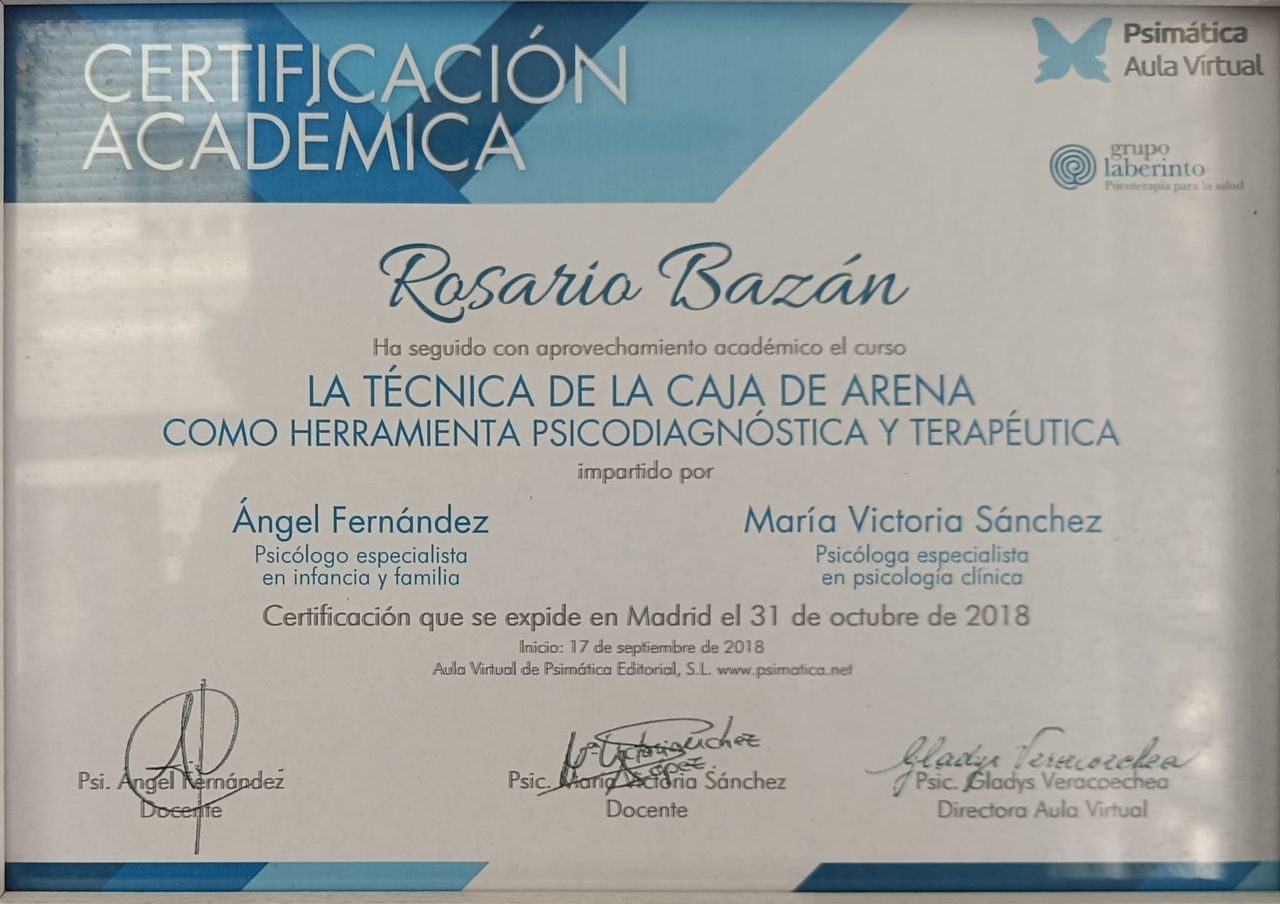 CERTIFICACIÓN
ACADÉMICA
Psimática
Aula Virtual
grupo
laberinto
Psicoterapia para la salud
Rosario Bazán
Ha seguido con aprovechamiento académico el curso
LA TÉCNICA DE LA CAJA DE ARENA
COMO HERRAMIENTA PSICODIAGNÓSTICA Y TERAPÉUTICA
impartido por
Ángel Fernández
Psicólogo especialista
en infancia y familia
María Victoria Sánchez
Psicóloga especialista
en psicología clínica
Certificación que se expide en Madrid el 31 de octubre de 2018
Inicio: 17 de septiembre de 2018
Aula Virtual de Psimática Editorial, S.L. www.psimatica.net
Psi. Ángel Fernández
Docente
Mª Victoria Sánchez
López
Psic. María Victoria Sánchez
Docente
Gladys Veracoechea
Psic. Gladys Veracoechea
Directora Aula Virtual